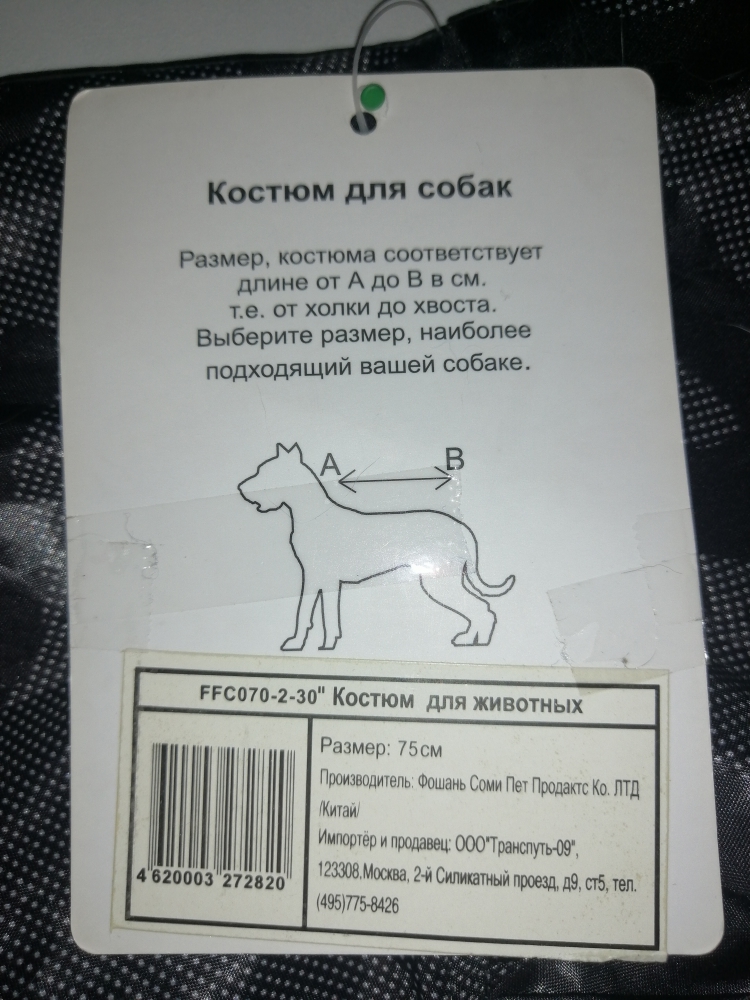 Костюм для собак
Размер, костюма соответствует
длине от А до В в см.
т.е. от холки до хвоста.
Выберите размер, наиболее
подходящий вашей собаке.
A B
FFC070-2-30" Костюм для животных
Размер: 75см
Производитель: Фошань Соми Пет Продактс Ко. ЛТД
/Китай/
Импортёр и продавец: ООО"Транспуть-09",
123308.Москва, 2-й Силикатный проезд, д9, ст5, тел.
(495)775-8426
4 620003 272820